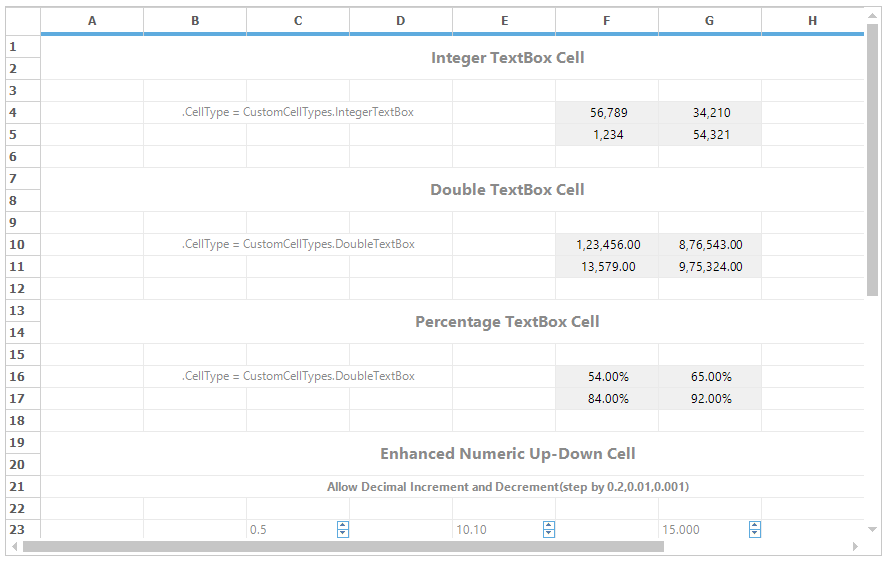 A B C D E F G H
1
Integer TextBox Cell
2
3
4 .CellType = CustomCellTypes.IntegerTextBox 56,789 34,210
5 1,234 54,321
6
7
Double TextBox Cell
8
9
10 .CellType = CustomCellTypes.DoubleTextBox 1,23,456.00 8,76,543.00
11 13,579.00 9,75,324.00
12
13
Percentage TextBox Cell
14
15
16 .CellType = CustomCellTypes.DoubleTextBox 54.00% 65.00%
17 84.00% 92.00%
18
19
Enhanced Numeric Up-Down Cell
20
21 Allow Decimal Increment and Decrement(step by 0.2,0.01,0.001)
22
23 0.5 10.10 15.000